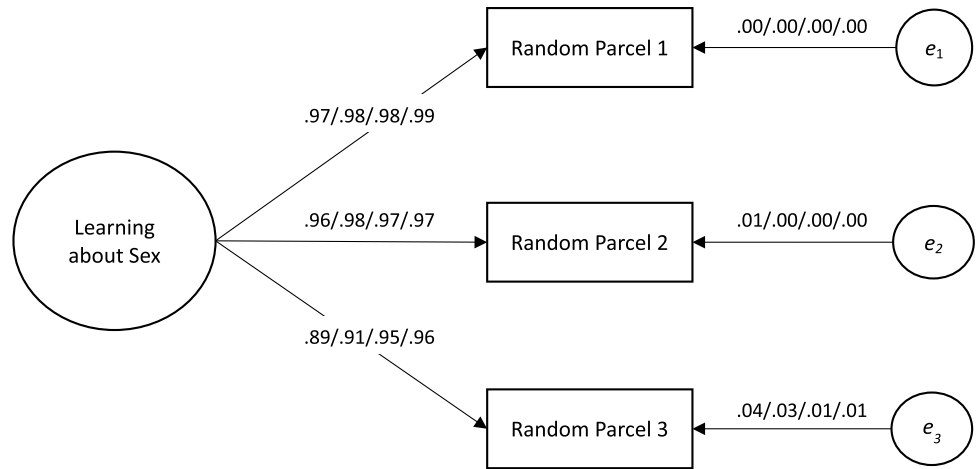 Random Parcel 1
.00/.00/.00/.00
e1
.97/.98/.98/.99
Learning
about Sex
.96/.98/.97/.97
Random Parcel 2
.01/.00/.00/.00
e2
.89/.91/.95/.96
Random Parcel 3
.04/.03/.01/.01
e3